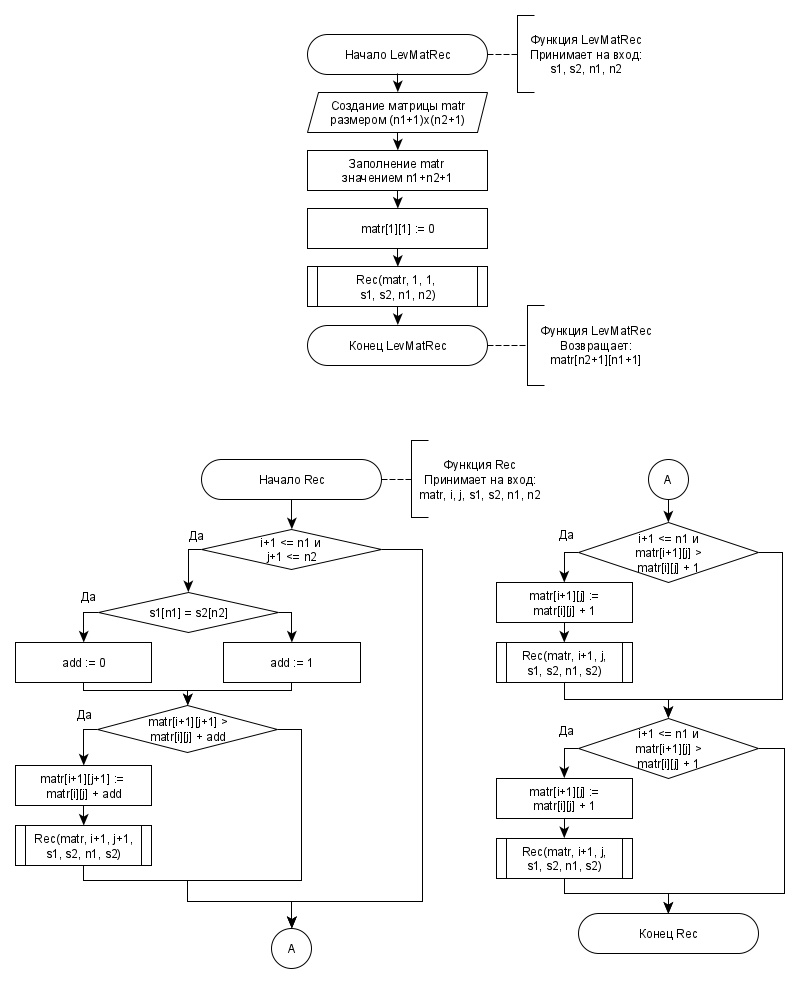 Начало LevMatRec
Функция LevMatRec
Принимает на вход:
s1, s2, n1, n2
Создание матрицы matr
размером (n1+1)x(n2+1)
Заполнение matr
значением n1+n2+1
matr[1][1] := 0
Rec(matr, 1, 1,
s1, s2, n1, n2)
Конец LevMatRec
Функция LevMatRec
Возвращает:
matr[n2+1][n1+1]
Начало Rec
Функция Rec
Принимает на вход:
matr, i, j, s1, s2, n1, n2
Да
i+1 <= n1 и
j+1 <= n2
Да
s1[n1] = s2[n2]
add := 0
add := 1
Да
matr[i+1][j+1] >
matr[i][j] + add
matr[i+1][j+1] :=
matr[i][j] + add
Rec(matr, i+1, j+1,
s1, s2, n1, s2)
A
A
Да
i+1 <= n1 и
matr[i+1][j] >
matr[i][j] + 1
matr[i+1][j] :=
matr[i][j] + 1
Rec(matr, i+1, j,
s1, s2, n1, s2)
Да
i+1 <= n1 и
matr[i+1][j] >
matr[i][j] + 1
matr[i+1][j] :=
matr[i][j] + 1
Rec(matr, i+1, j,
s1, s2, n1, s2)
Конец Rec